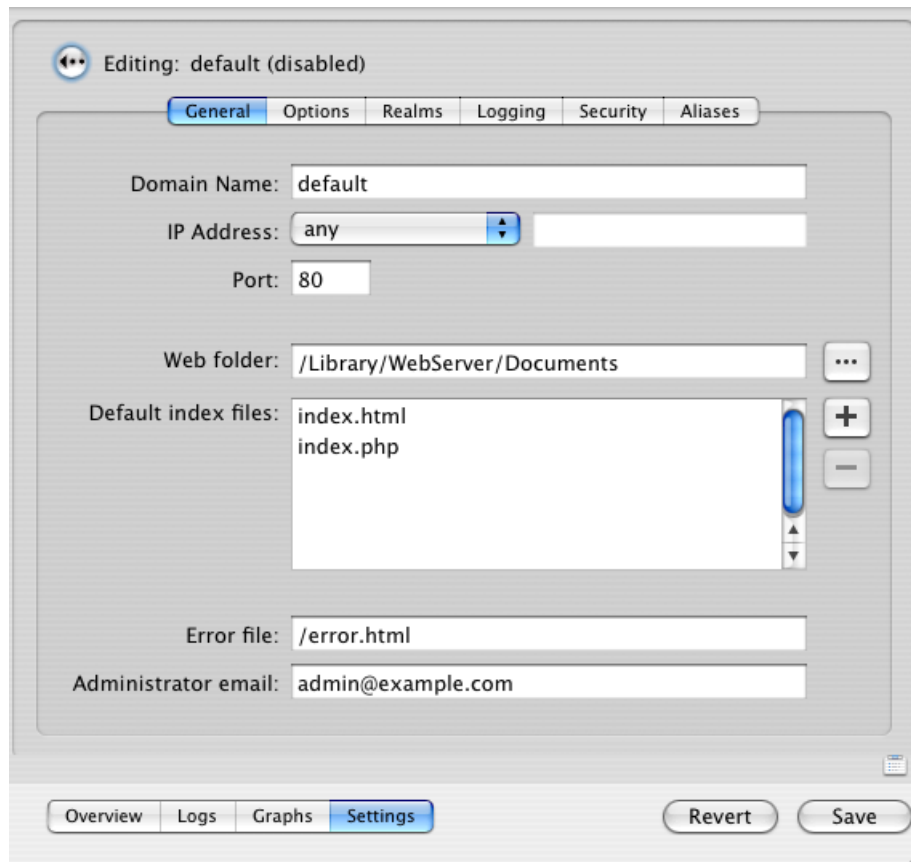 Editing: default (disabled)
General Options Realms Logging Security Aliases
Domain Name: default
IP Address: any
Port: 80
Web folder: /Library/WebServer/Documents
Default index files: index.html
index.php
Error file: /error.html
Administrator email: admin@example.com
Overview Logs Graphs Settings Revert Save